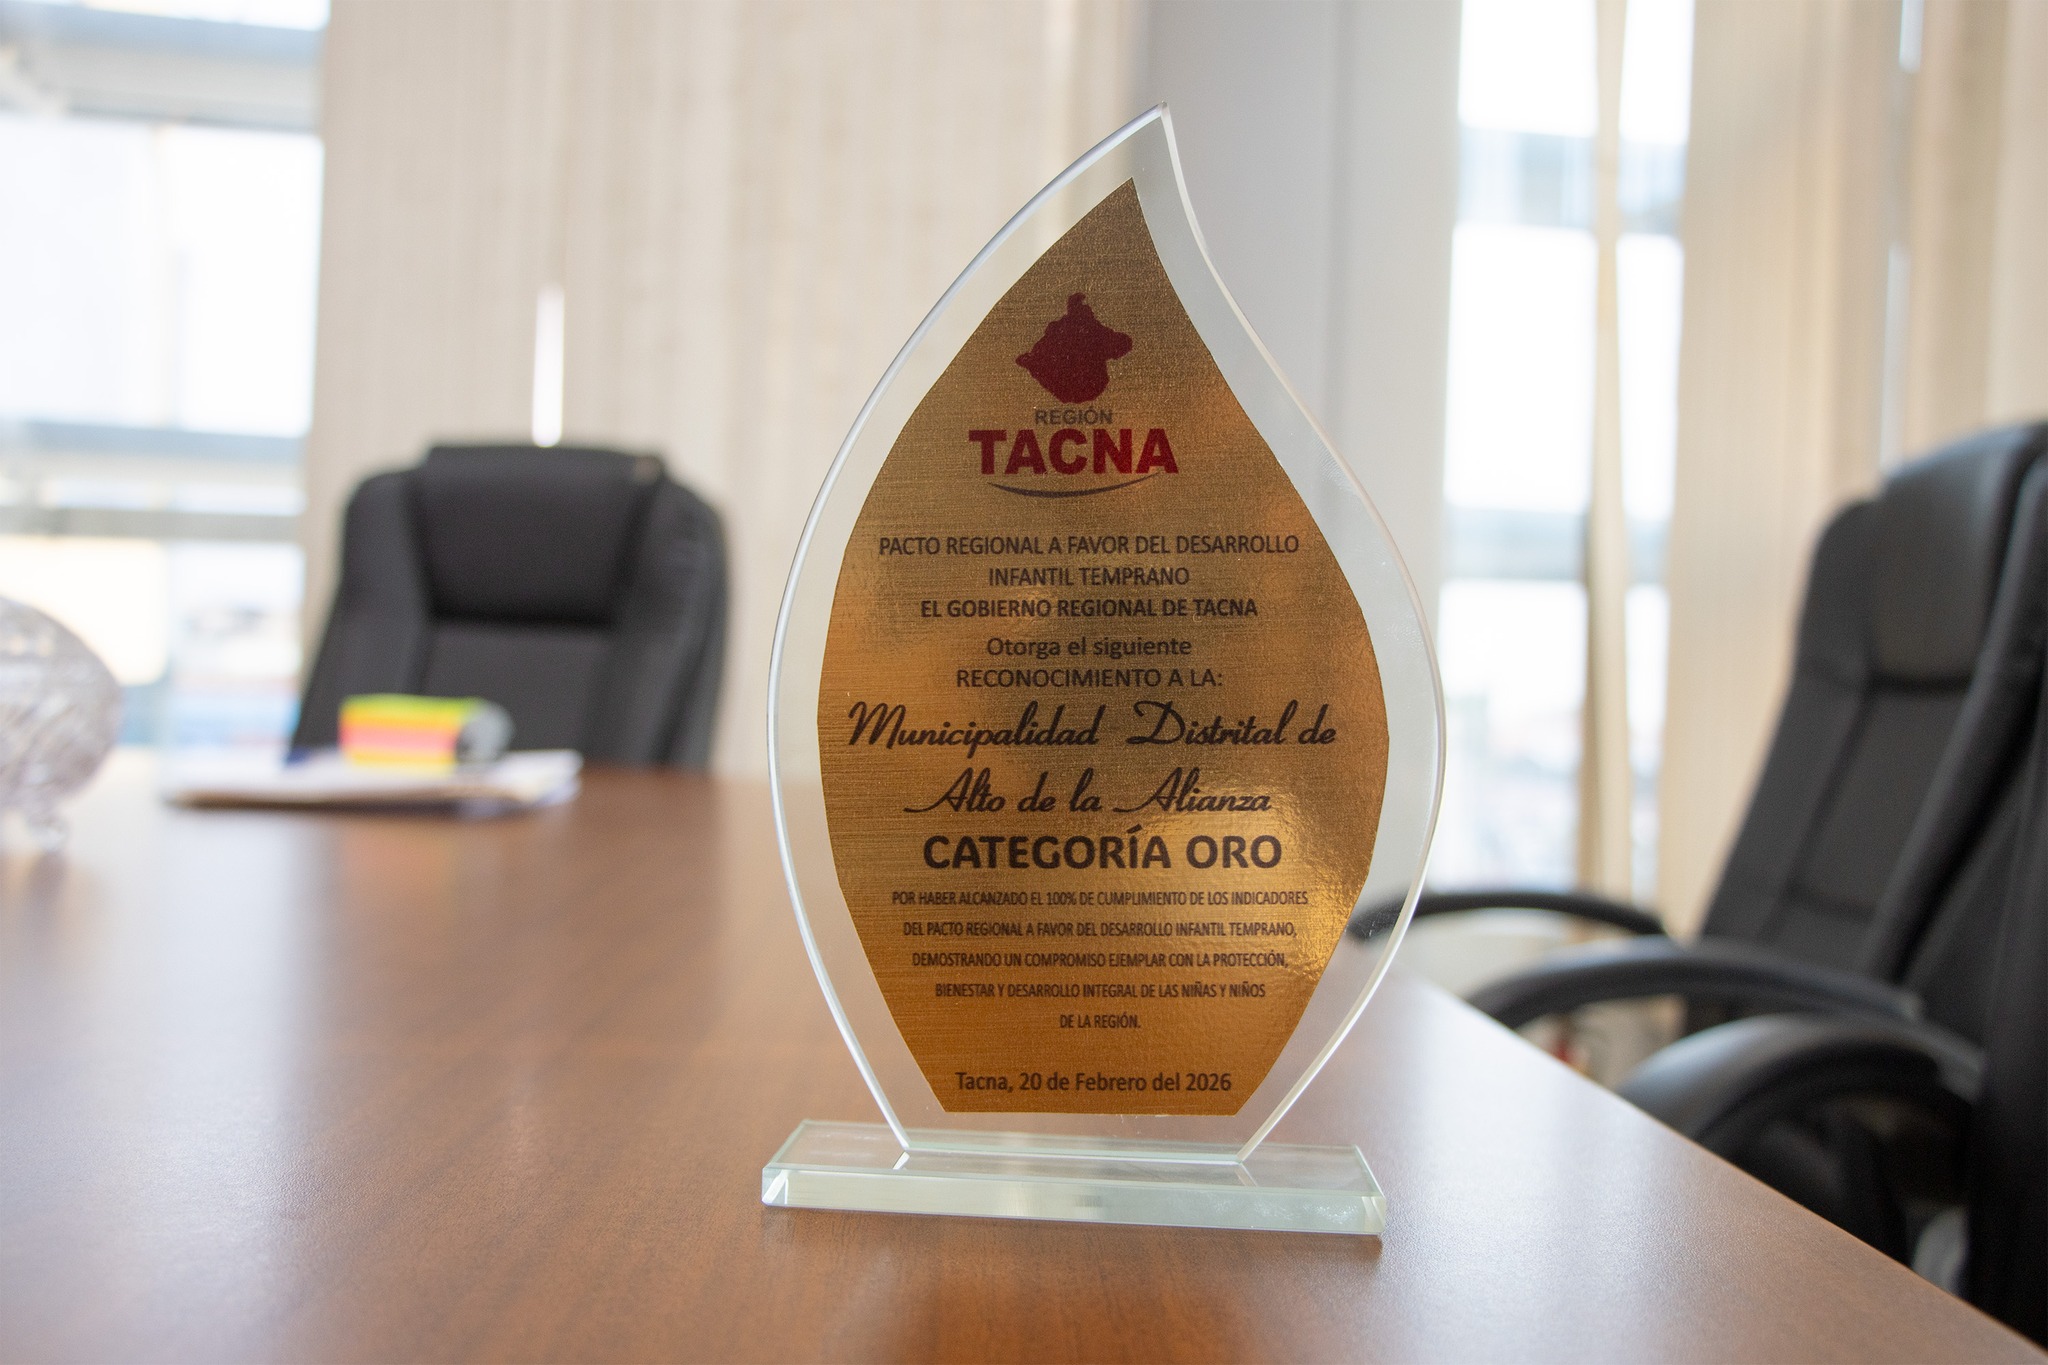 REGIÓN
TACNA
PACTO REGIONAL A FAVOR DEL DESARROLLO
INFANTIL TEMPRANO
EL GOBIERNO REGIONAL DE TACNA
Otorga el siguiente
RECONOCIMIENTO A LA:
Municipalidad Distrital de
Alto de la Alianza
CATEGORÍA ORO
POR HABER ALCANZADO EL 100% DE CUMPLIMIENTO DE LOS INDICADORES
DEL PACTO REGIONAL A FAVOR DEL DESARROLLO INFANTIL TEMPRANO,
DEMOSTRANDO UN COMPROMISO EJEMPLAR CON LA PROTECCIÓN,
BIENESTAR Y DESARROLLO INTEGRAL DE LAS NIÑAS Y NIÑOS
DE LA REGIÓN.
Tacna, 20 de Febrero del 2026